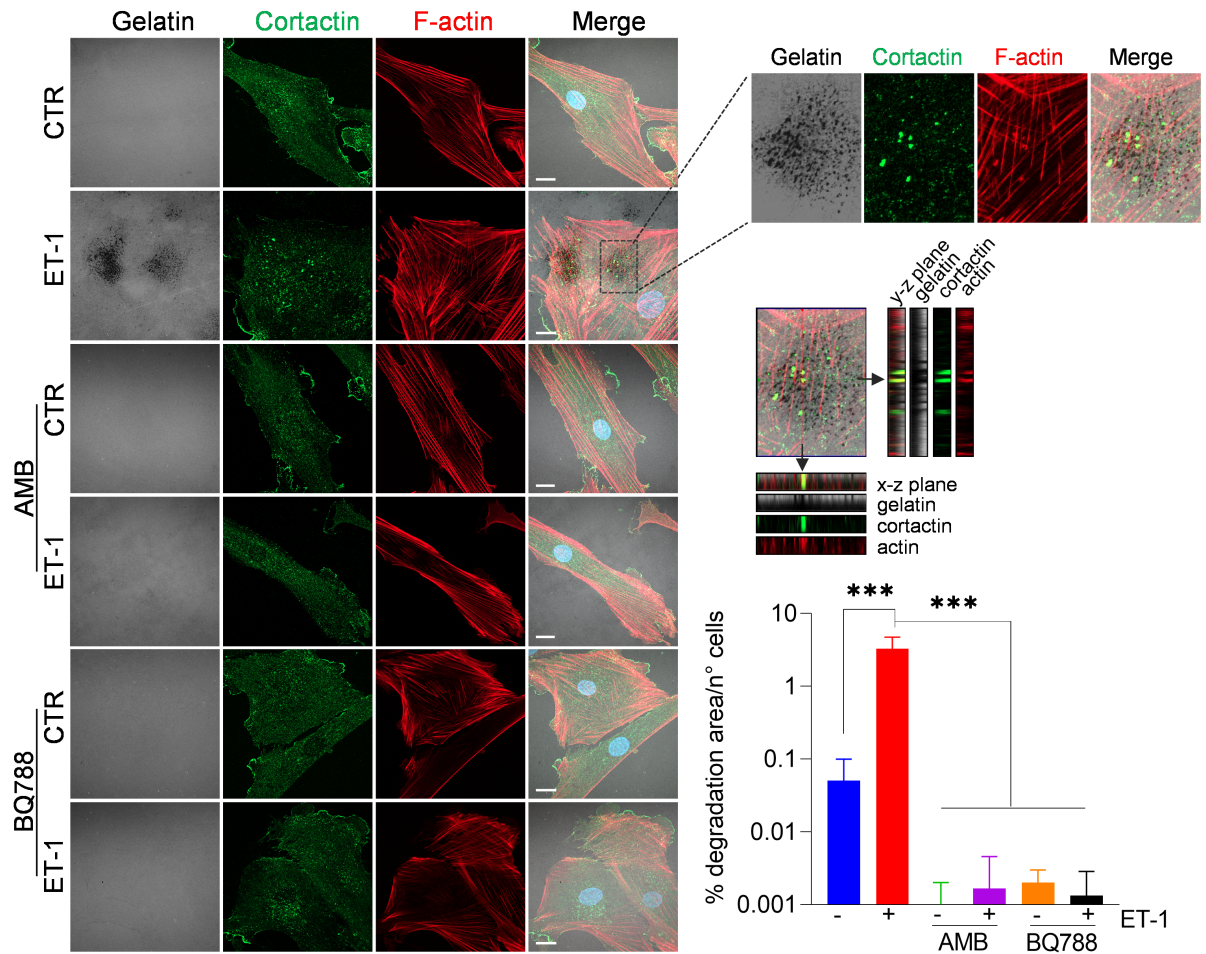 Gelatin Cortactin F-actin Merge
CTR
ET-1
AMB
CTR
ET-1
BQ788
CTR
ET-1
Gelatin Cortactin F-actin Merge
y-z plane
gelatin
cortactin
actin
x-z plane
gelatin
cortactin
actin
% degradation area/n° cells
10
1
0.1
0.01
0.001
***
***
- + - + - + ET-1
AMB BQ788